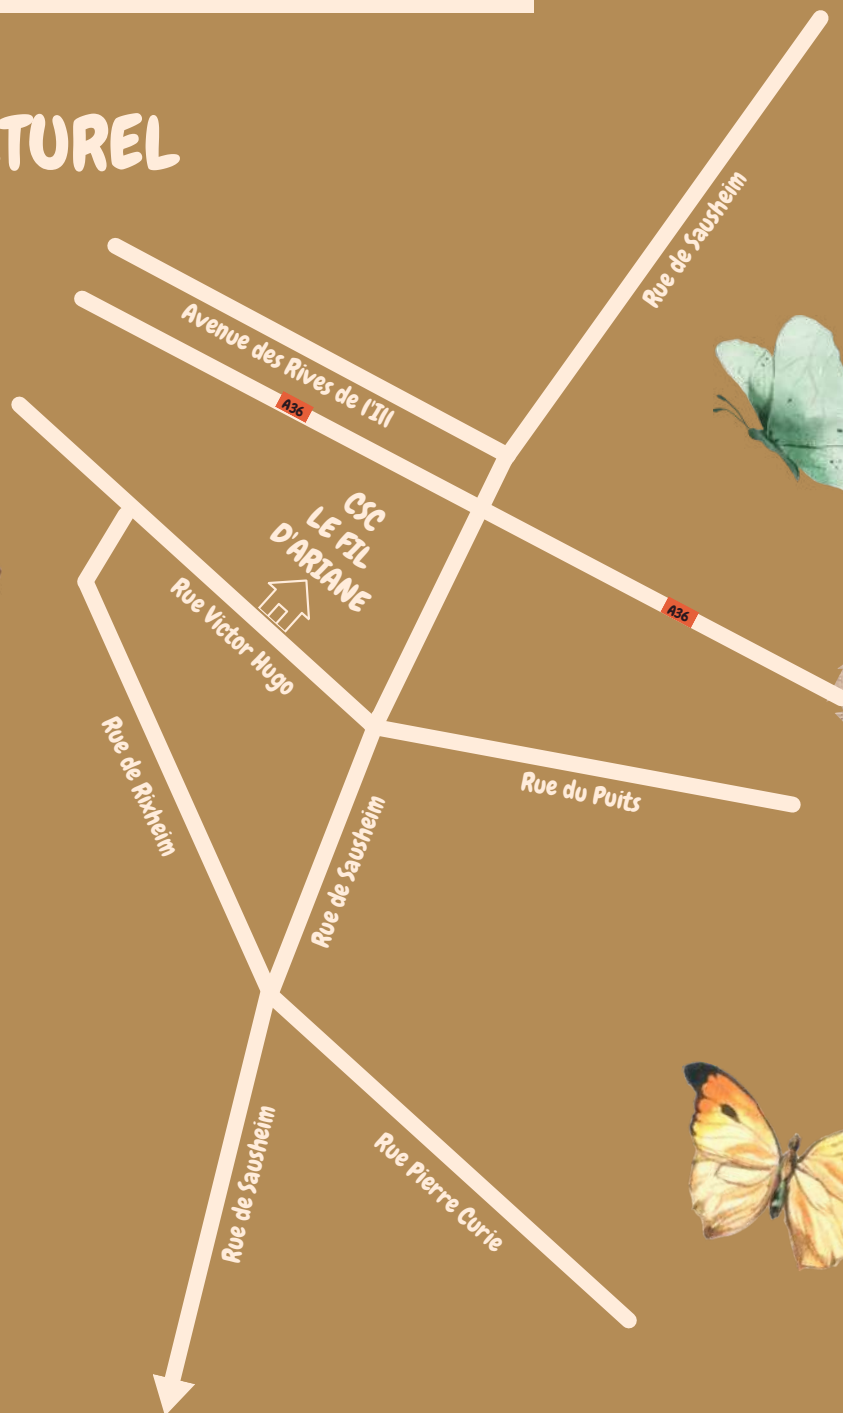 TUREL
Rue de Sausheim
Avenue des Rives de l'Ill
A36
CSC
LE FIL
D'ARIANE
Rue Victor Hugo
A36
Rue de Rixheim
Rue du Puits
Rue de Sausheim
Rue de Sausheim
Rue Pierre Curie